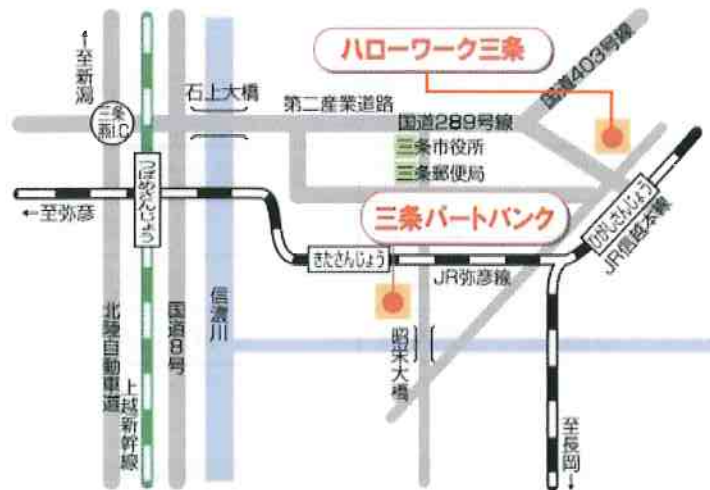 ↑至新潟
ハローワーク三条
国道403号線
石上大橋
第二産業道路
三条燕I.C
国道289号線
三条市役所
三条郵便局
つばめさんじょう
←至弥彦
三条パートバンク
ひがしさんじょう
JR信越本線
きたさんじょう
JR弥彦線
北陸自動車道
国道8号
信濃川
昭栄大橋
上越新幹線
至長岡↓